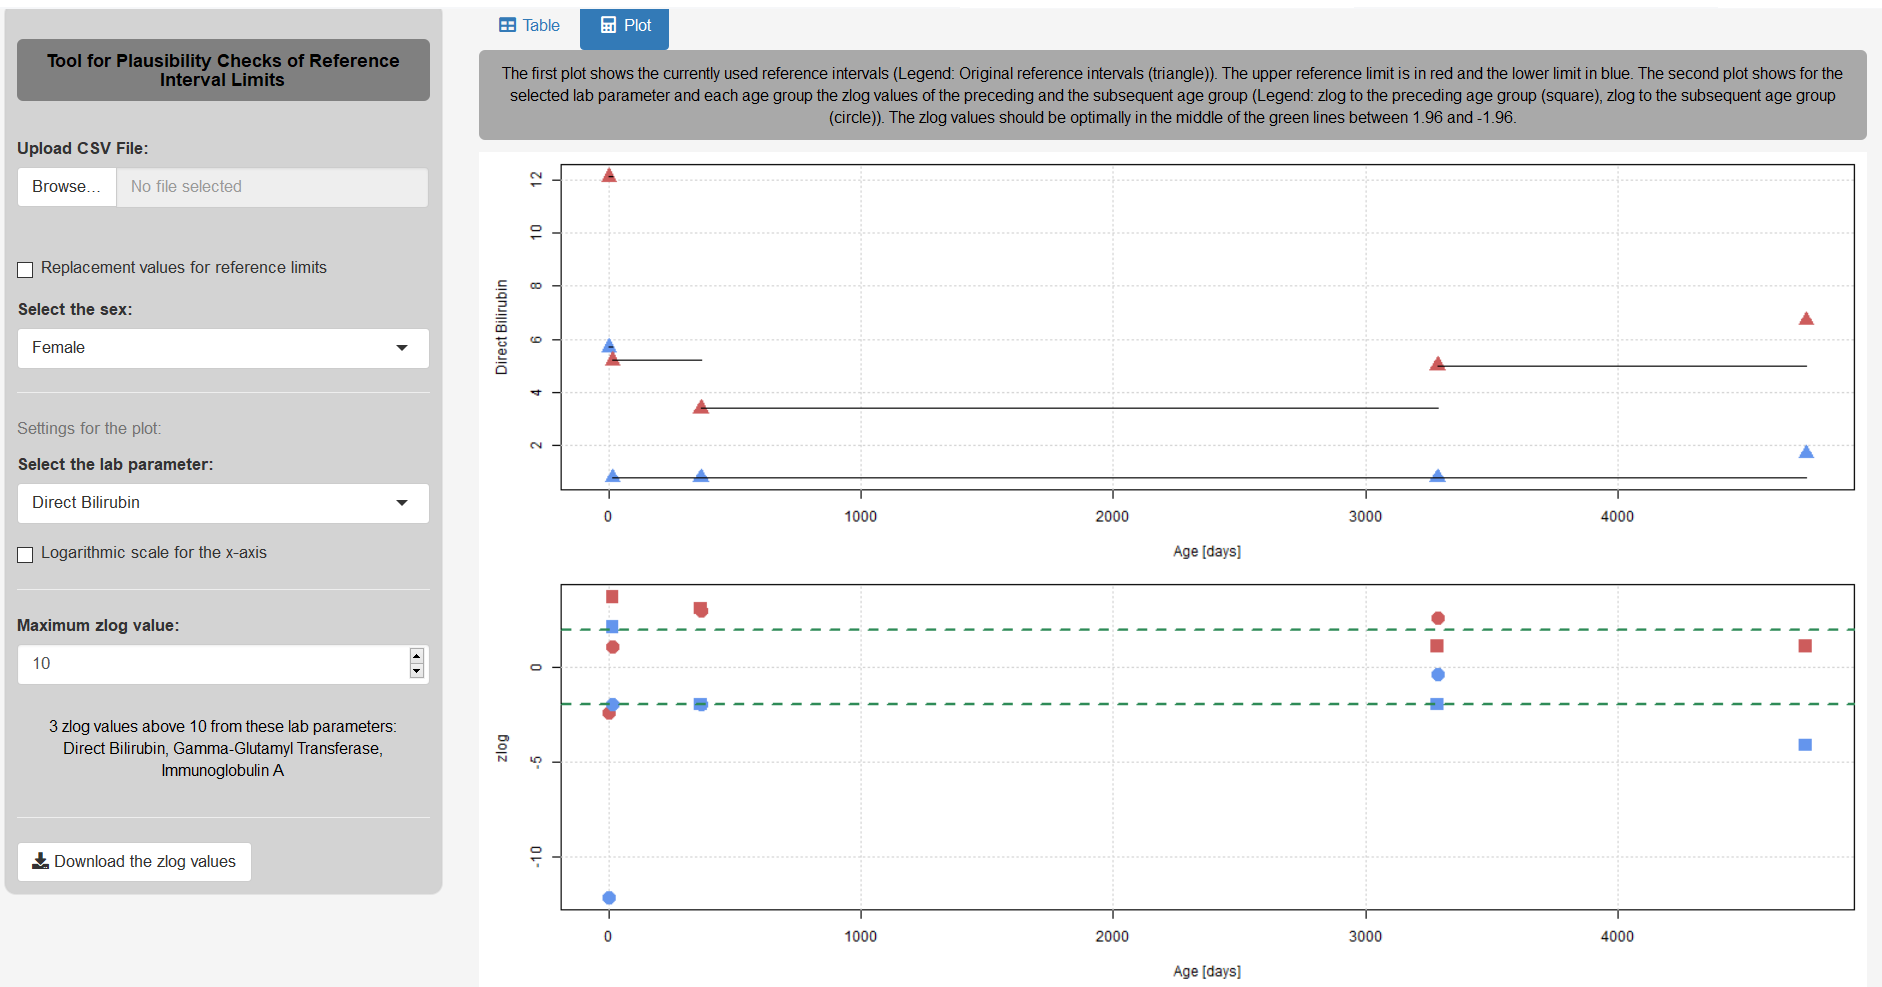 Tool for Plausibility Checks of Reference
Interval Limits
Upload CSV File:
Browse...
No file selected
Replacement values for reference limits
Select the sex:
Female
Settings for the plot:
Select the lab parameter:
Direct Bilirubin
Logarithmic scale for the x-axis
Maximum zlog value:
10
3 zlog values above 10 from these lab parameters:
Direct Bilirubin, Gamma-Glutamyl Transferase,
Immunoglobulin A
Download the zlog values
Table
Plot
The first plot shows the currently used reference intervals (Legend: Original reference intervals (triangle)). The upper reference limit is in red and the lower limit in blue. The second plot shows for the
selected lab parameter and each age group the zlog values of the preceding and the subsequent age group (Legend: zlog to the preceding age group (square), zlog to the subsequent age group
(circle)). The zlog values should be optimally in the middle of the green lines between 1.96 and -1.96.
Direct Bilirubin
12
10
8
6
4
2
0
1000
2000
3000
4000
Age [days]
zlog
0
-5
-10
0
1000
2000
3000
4000
Age [days]